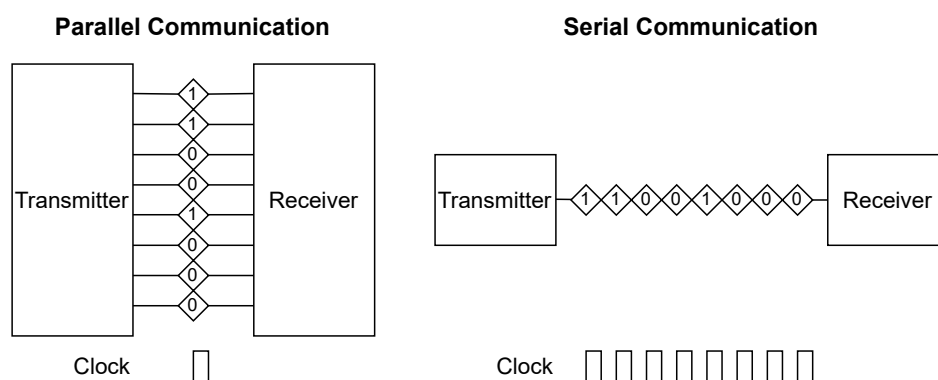 Parallel Communication
Transmitter
1
1
0
0
1
0
0
0
Receiver
Clock
Serial Communication
Transmitter
1 1 0 0 1 0 0 0
Receiver
Clock